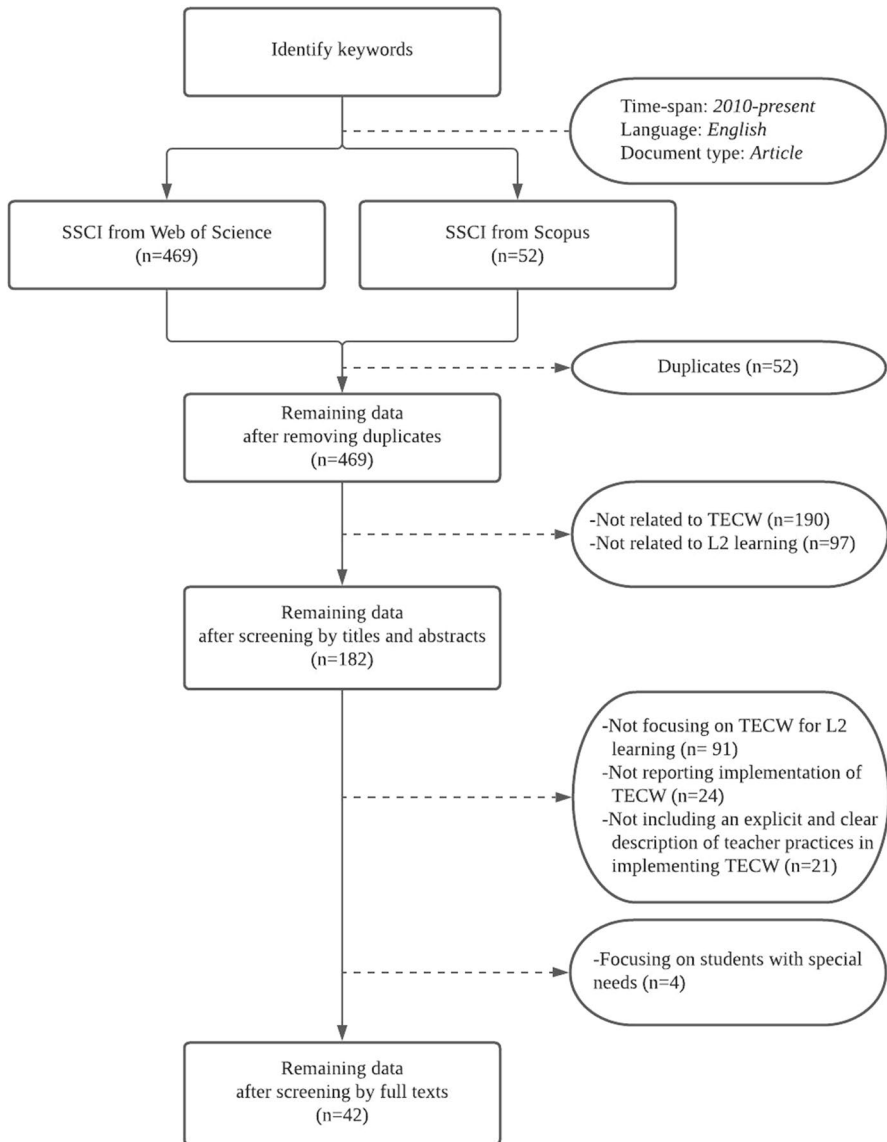 Identify keywords
Time-span: 2010-present
Language: English
Document type: Article
SSCI from Web of Science
(n=469)
SSCI from Scopus
(n=52)
Duplicates (n=52)
Remaining data
after removing duplicates
(n=469)
-Not related to TECW (n=190)
-Not related to L2 learning (n=97)
Remaining data
after screening by titles and abstracts
(n=182)
-Not focusing on TECW for L2
learning (n= 91)
-Not reporting implementation of
TECW (n=24)
-Not including an explicit and clear
description of teacher practices in
implementing TECW (n=21)
-Focusing on students with special
needs (n=4)
Remaining data
after screening by full texts
(n=42)